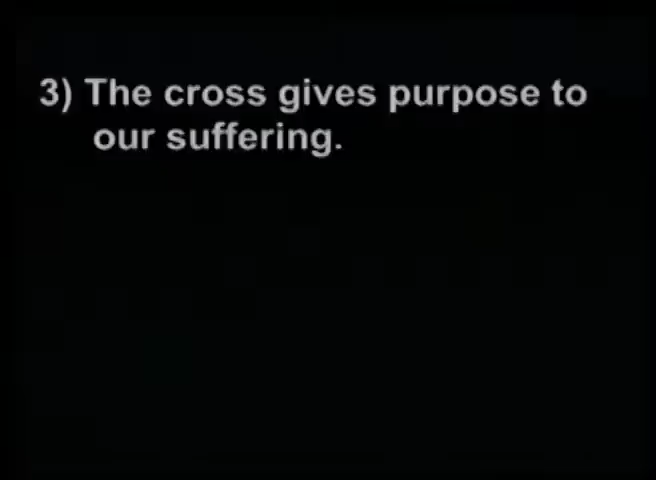 3) The cross gives purpose to
our suffering.